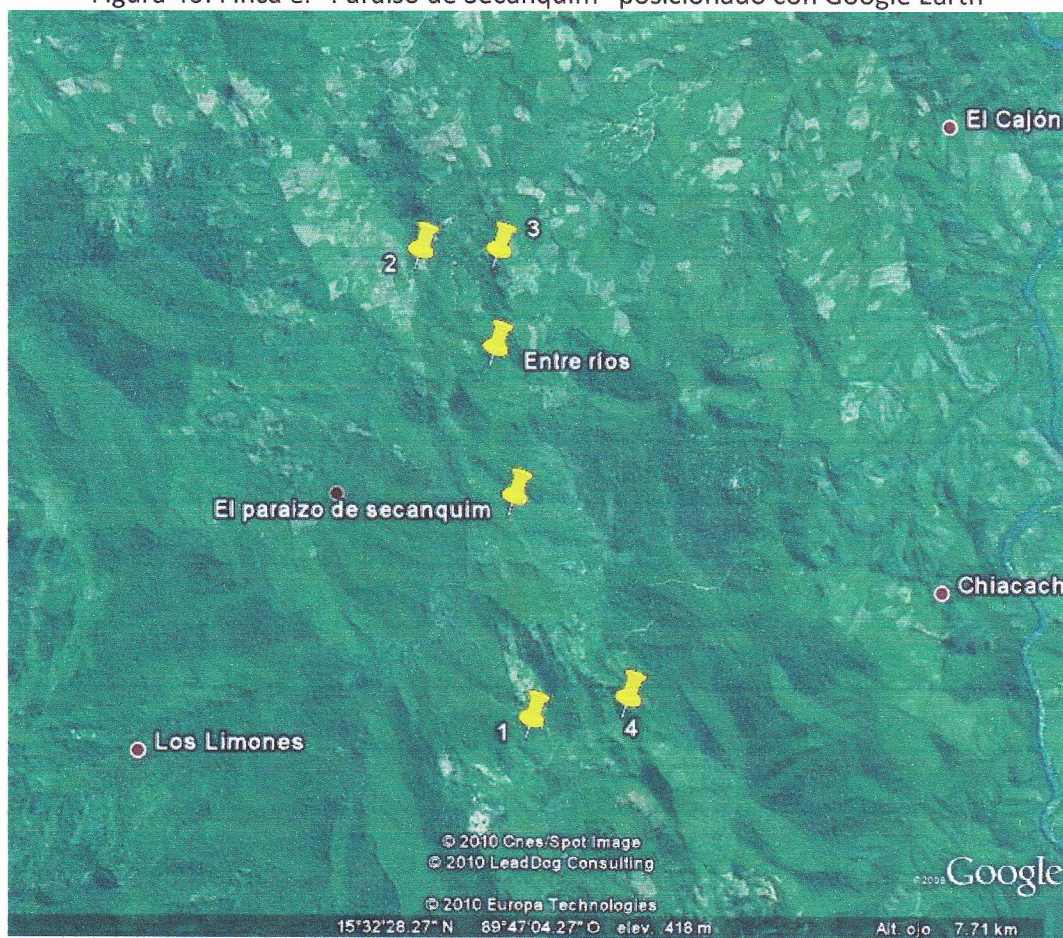 El Cajón
3
2
Entre ríos
El paraizo de secanquim
Chiacach
1
4
Los Limones
© 2010 Cnes/Spot Image
© 2010 LeadDog Consulting
© 2009 Google
© 2010 Europa Technologies
15°32'28.27" N 89°47'04.27" O elev. 418 m Alt. ojo 7.71 km